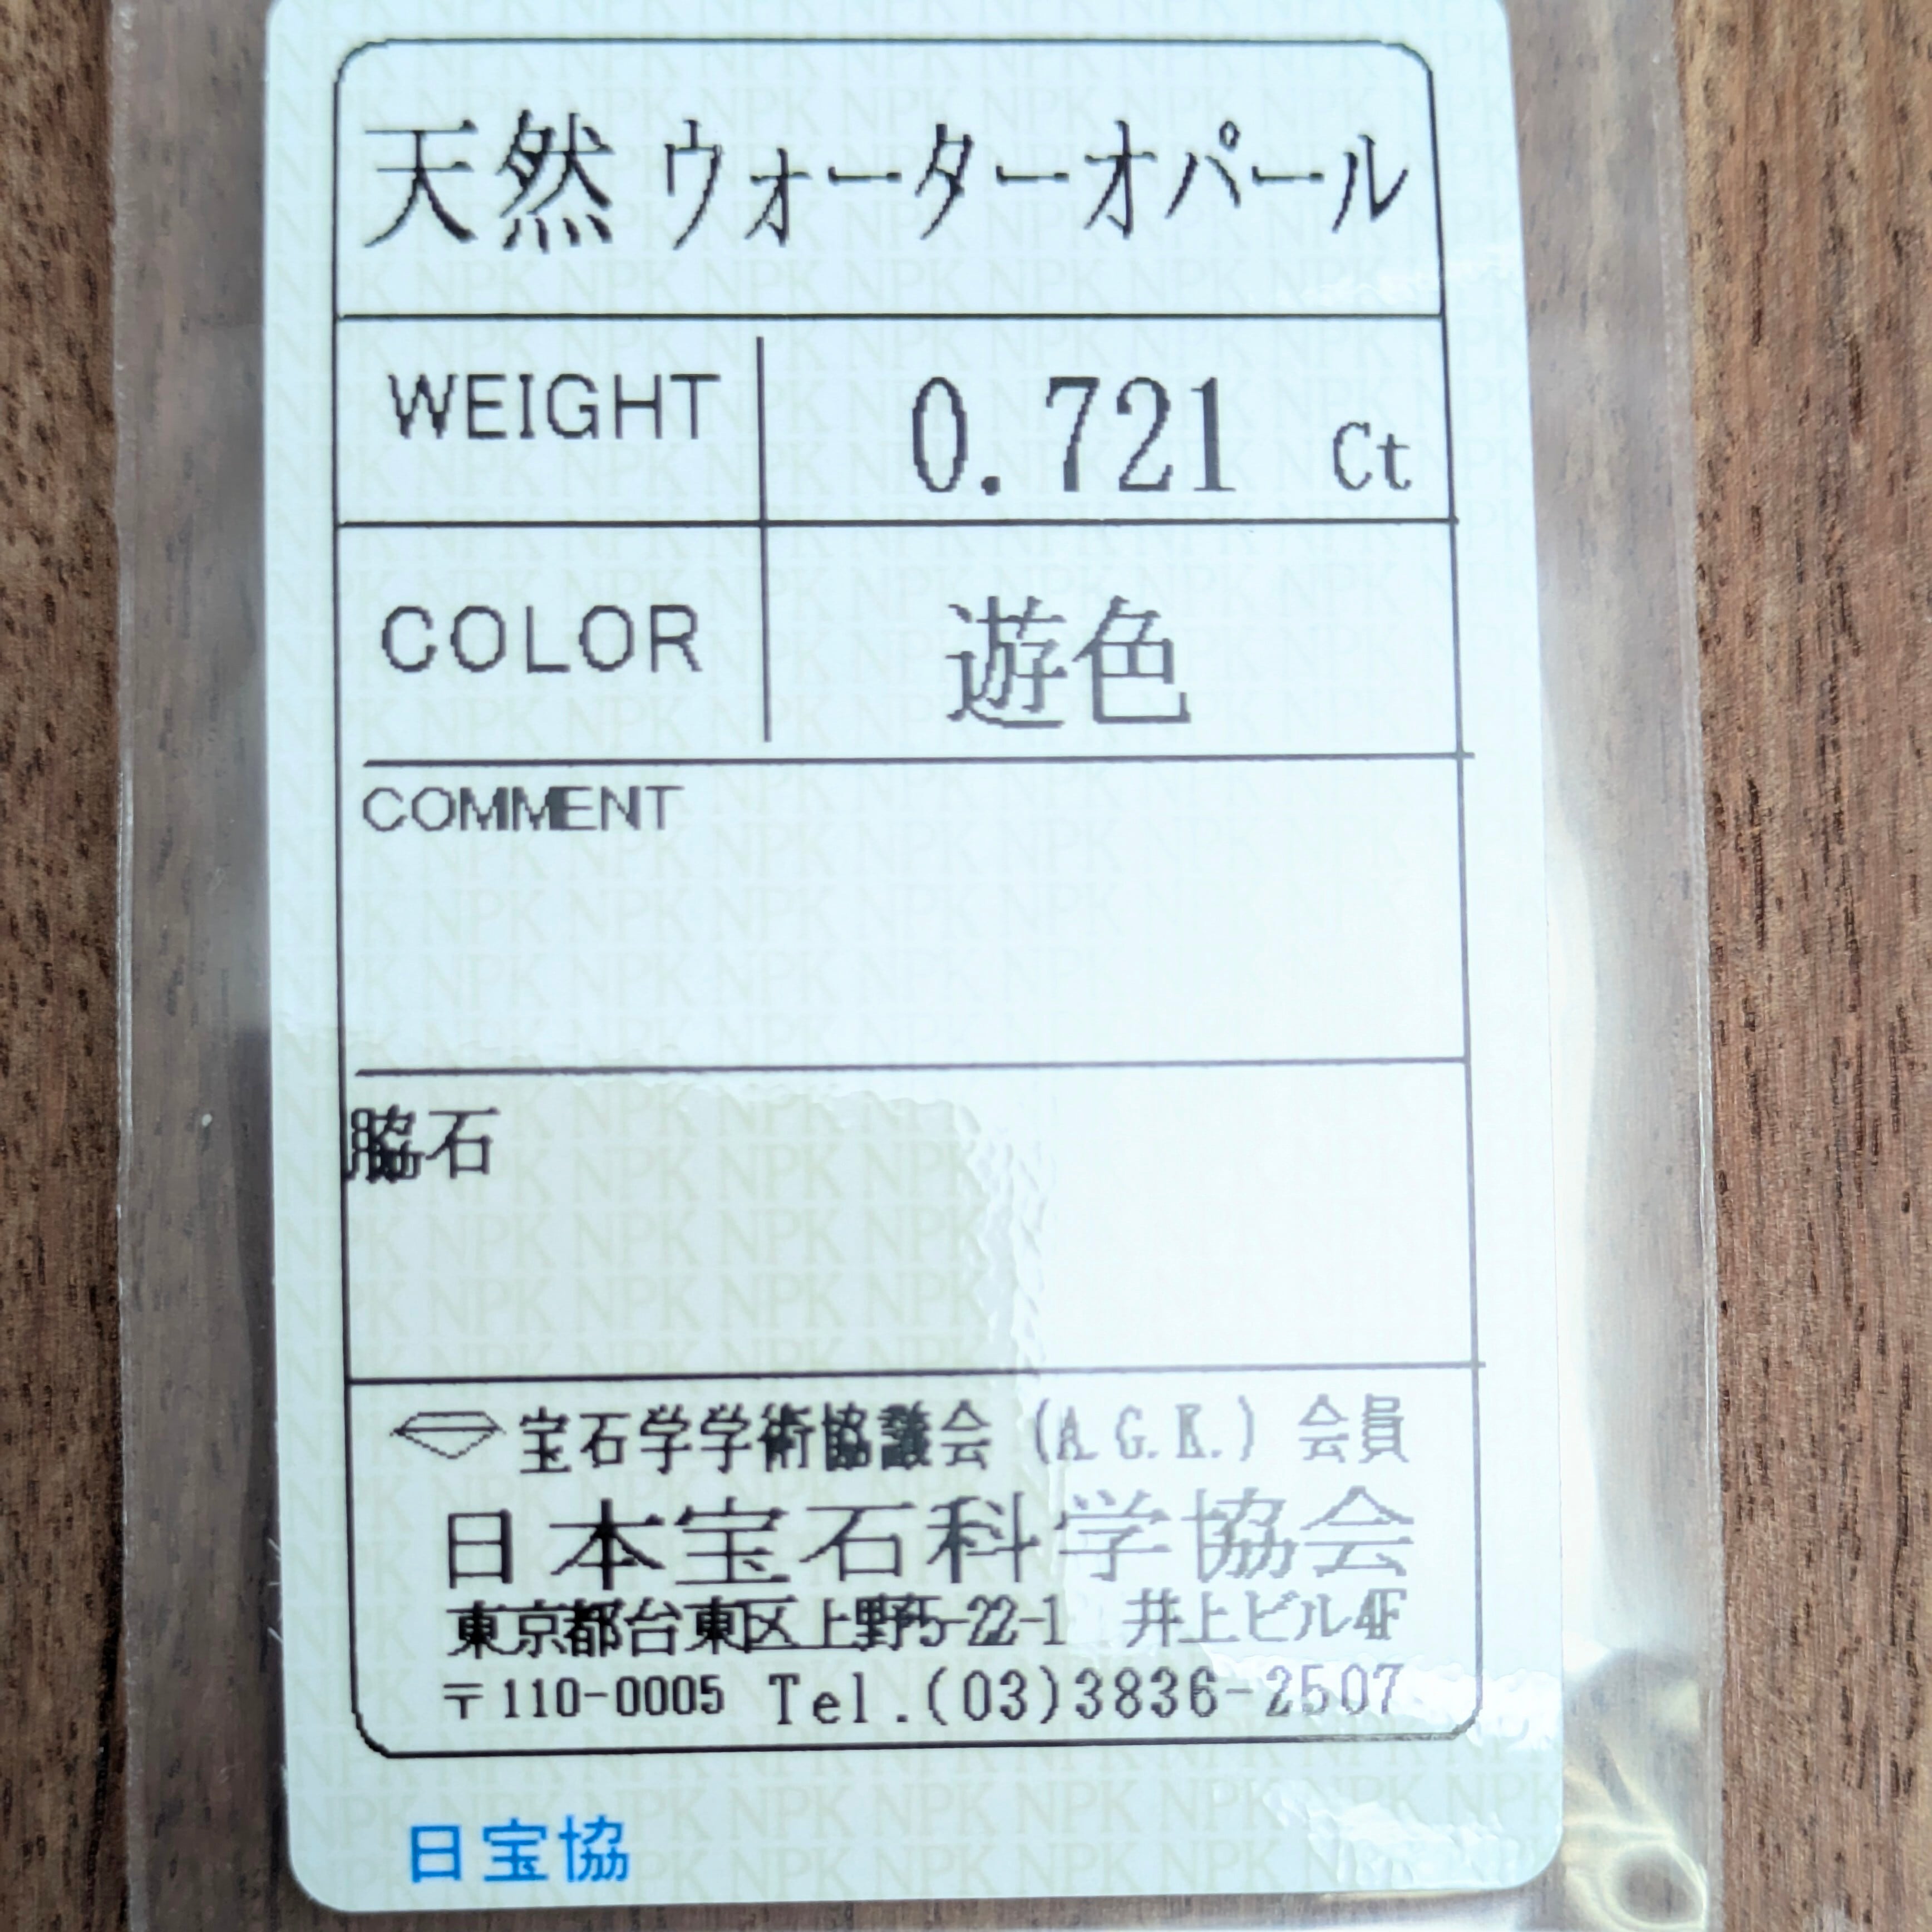 天然 ウォーターオパール
WEIGHT 0.721 Ct
COLOR 遊色
COMMENT
脇石
宝石学学術協議会 (A.G.K.) 会員
日本宝石科学協会
東京都台東区上野5-22-1 井上ビル4F
〒110-0005 Tel.(03)3836-2507
日宝協